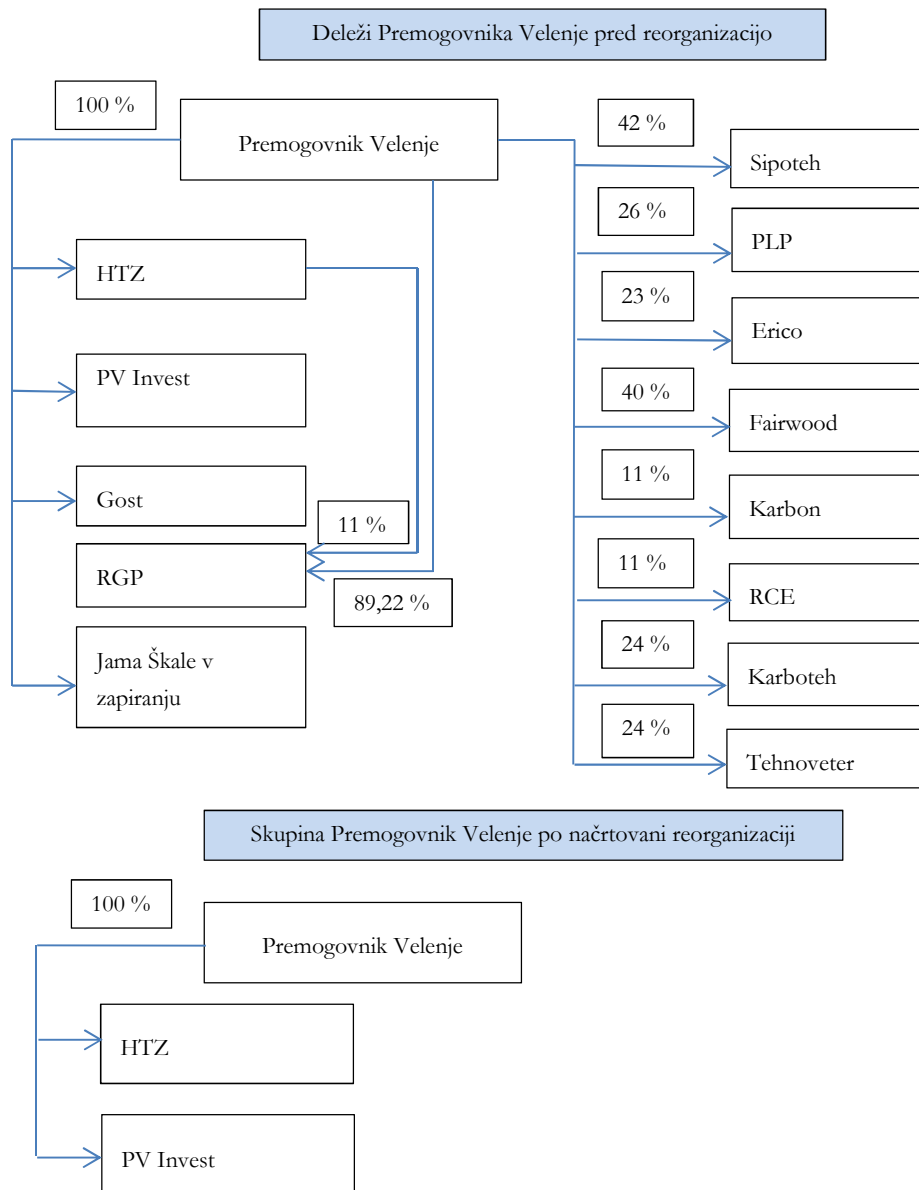 Deleži Premogovnika Velenje pred reorganizacijo
100 %
Premogovnik Velenje
42 %
Sipoteh
26 %
PLP
HTZ
23 %
Erico
PV Invest
40 %
Fairwood
11 %
Karbon
Gost
11 %
RGP
89,22 %
11 %
RCE
Jama Škale v
zapiranju
24 %
Karboteh
24 %
Tehnoveter
Skupina Premogovnik Velenje po načrtovani reorganizaciji
100 %
Premogovnik Velenje
HTZ
PV Invest